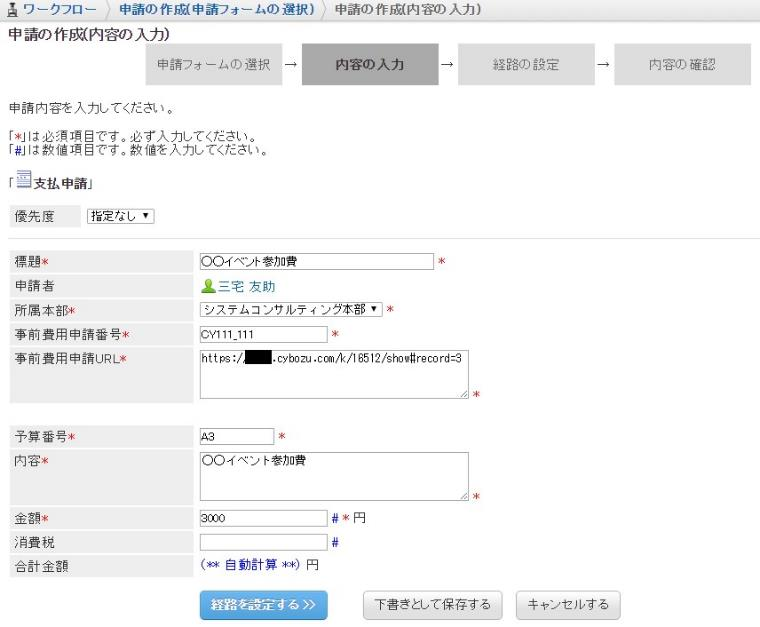 ワークフロー 申請の作成(申請フォームの選択) 申請の作成(内容の入力)
申請の作成(内容の入力)
申請フォームの選択 → 内容の入力 → 経路の設定 → 内容の確認
申請内容を入力してください。
「*」は必須項目です。必ず入力してください。
「#」は数値項目です。数値を入力してください。
「支払申請」
優先度 指定なし ▼
標題* 〇〇イベント参加費 *
申請者 三宅 友助
所属本部* システムコンサルティング本部 ▼ *
事前費用申請番号* CY111_111 *
事前費用申請URL* https:/ .cybozu.com/k/16512/show#record=3 *
予算番号* A3 *
内容* 〇〇イベント参加費 *
金額* 3000 # * 円
消費税 #
合計金額 (** 自動計算 **) 円
経路を設定する >> 下書きとして保存する キャンセルする